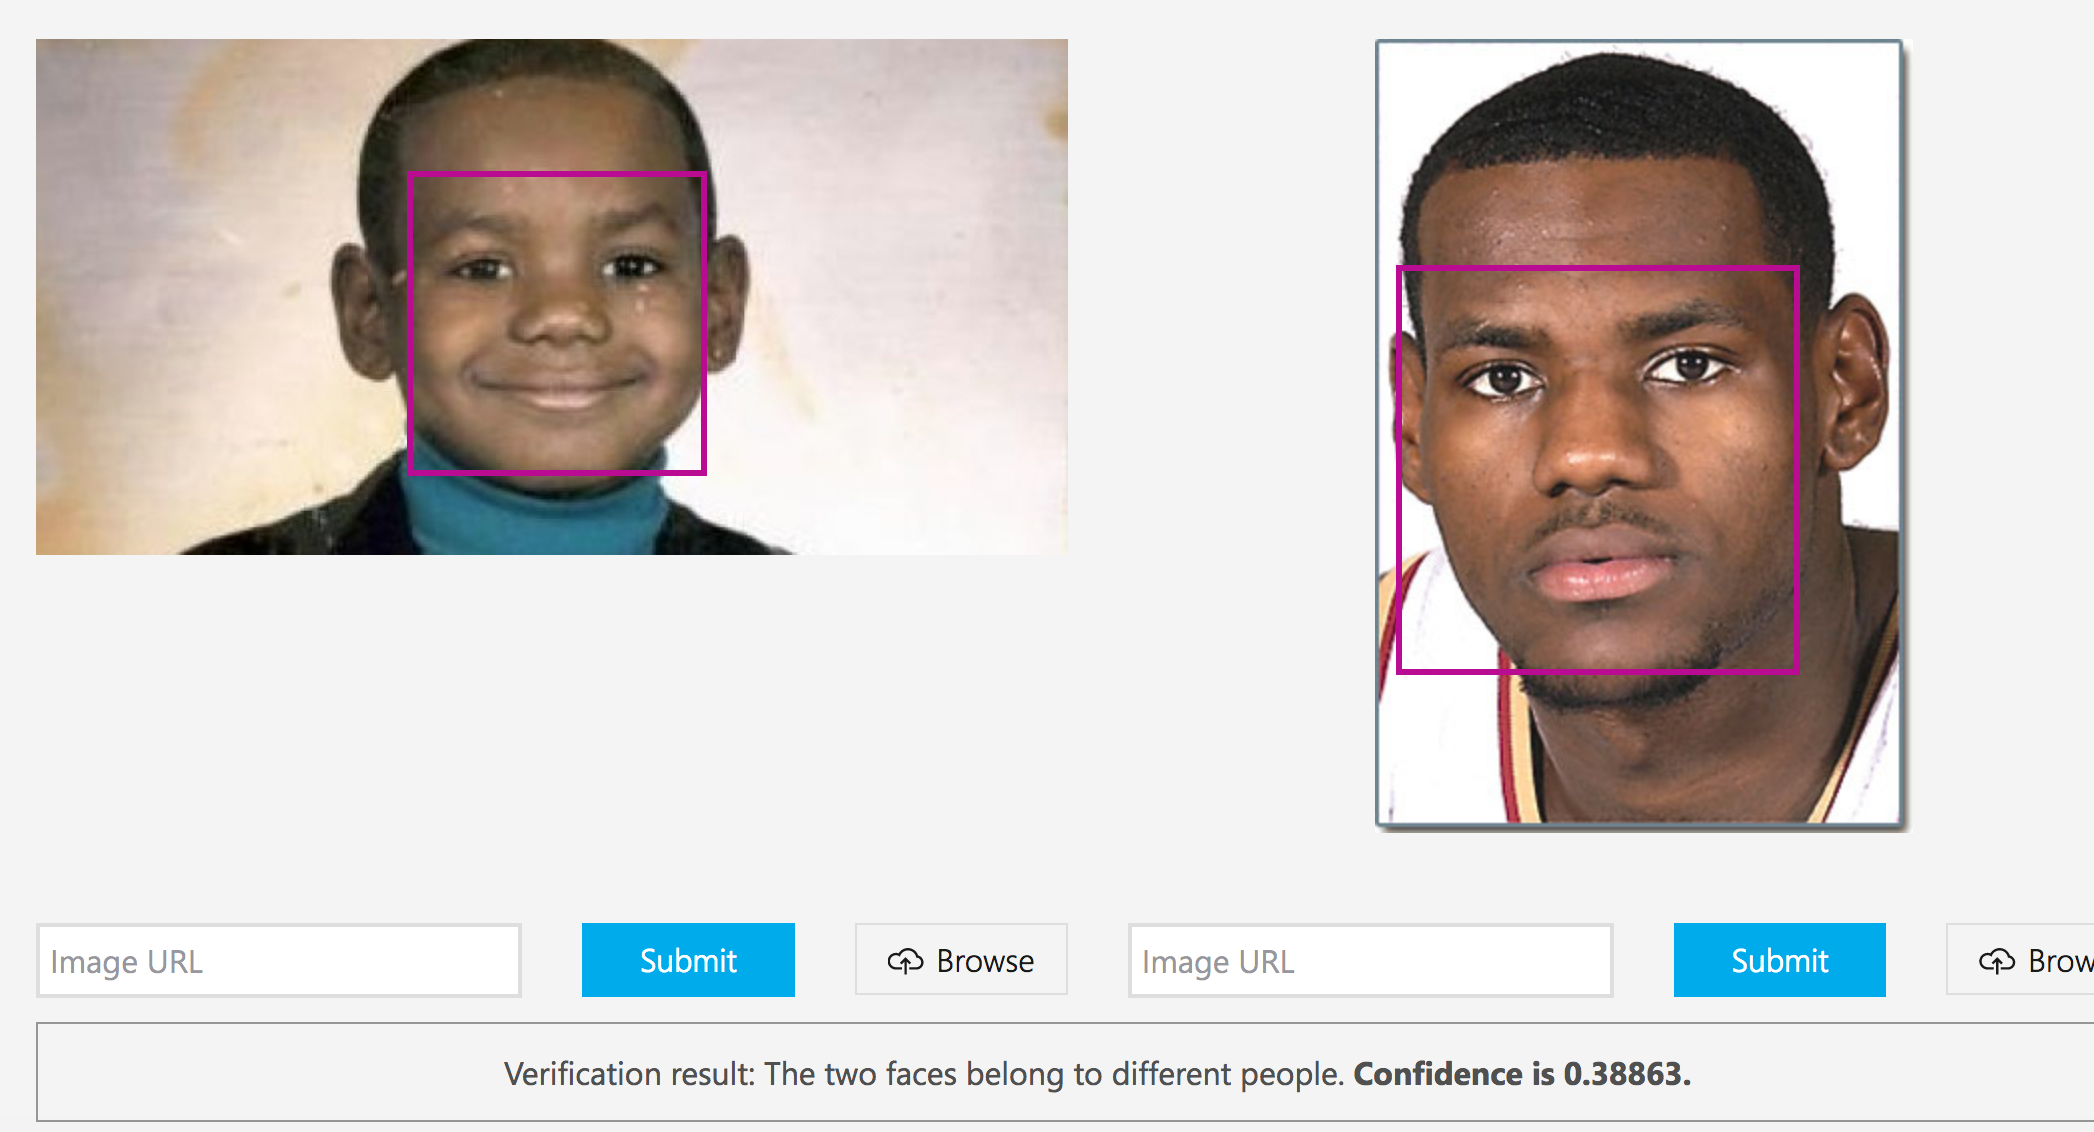 Image URL
Submit
Browse
Image URL
Submit
Brow
Verification result: The two faces belong to different people. Confidence is 0.38863.